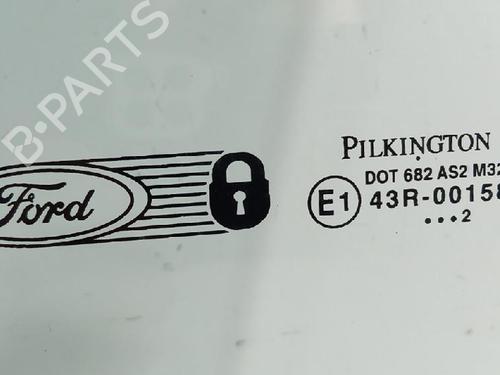 B-PARTS
Ford
PILKINGTON
DOT 682 AS2 M32
E1 43R-00158
...2